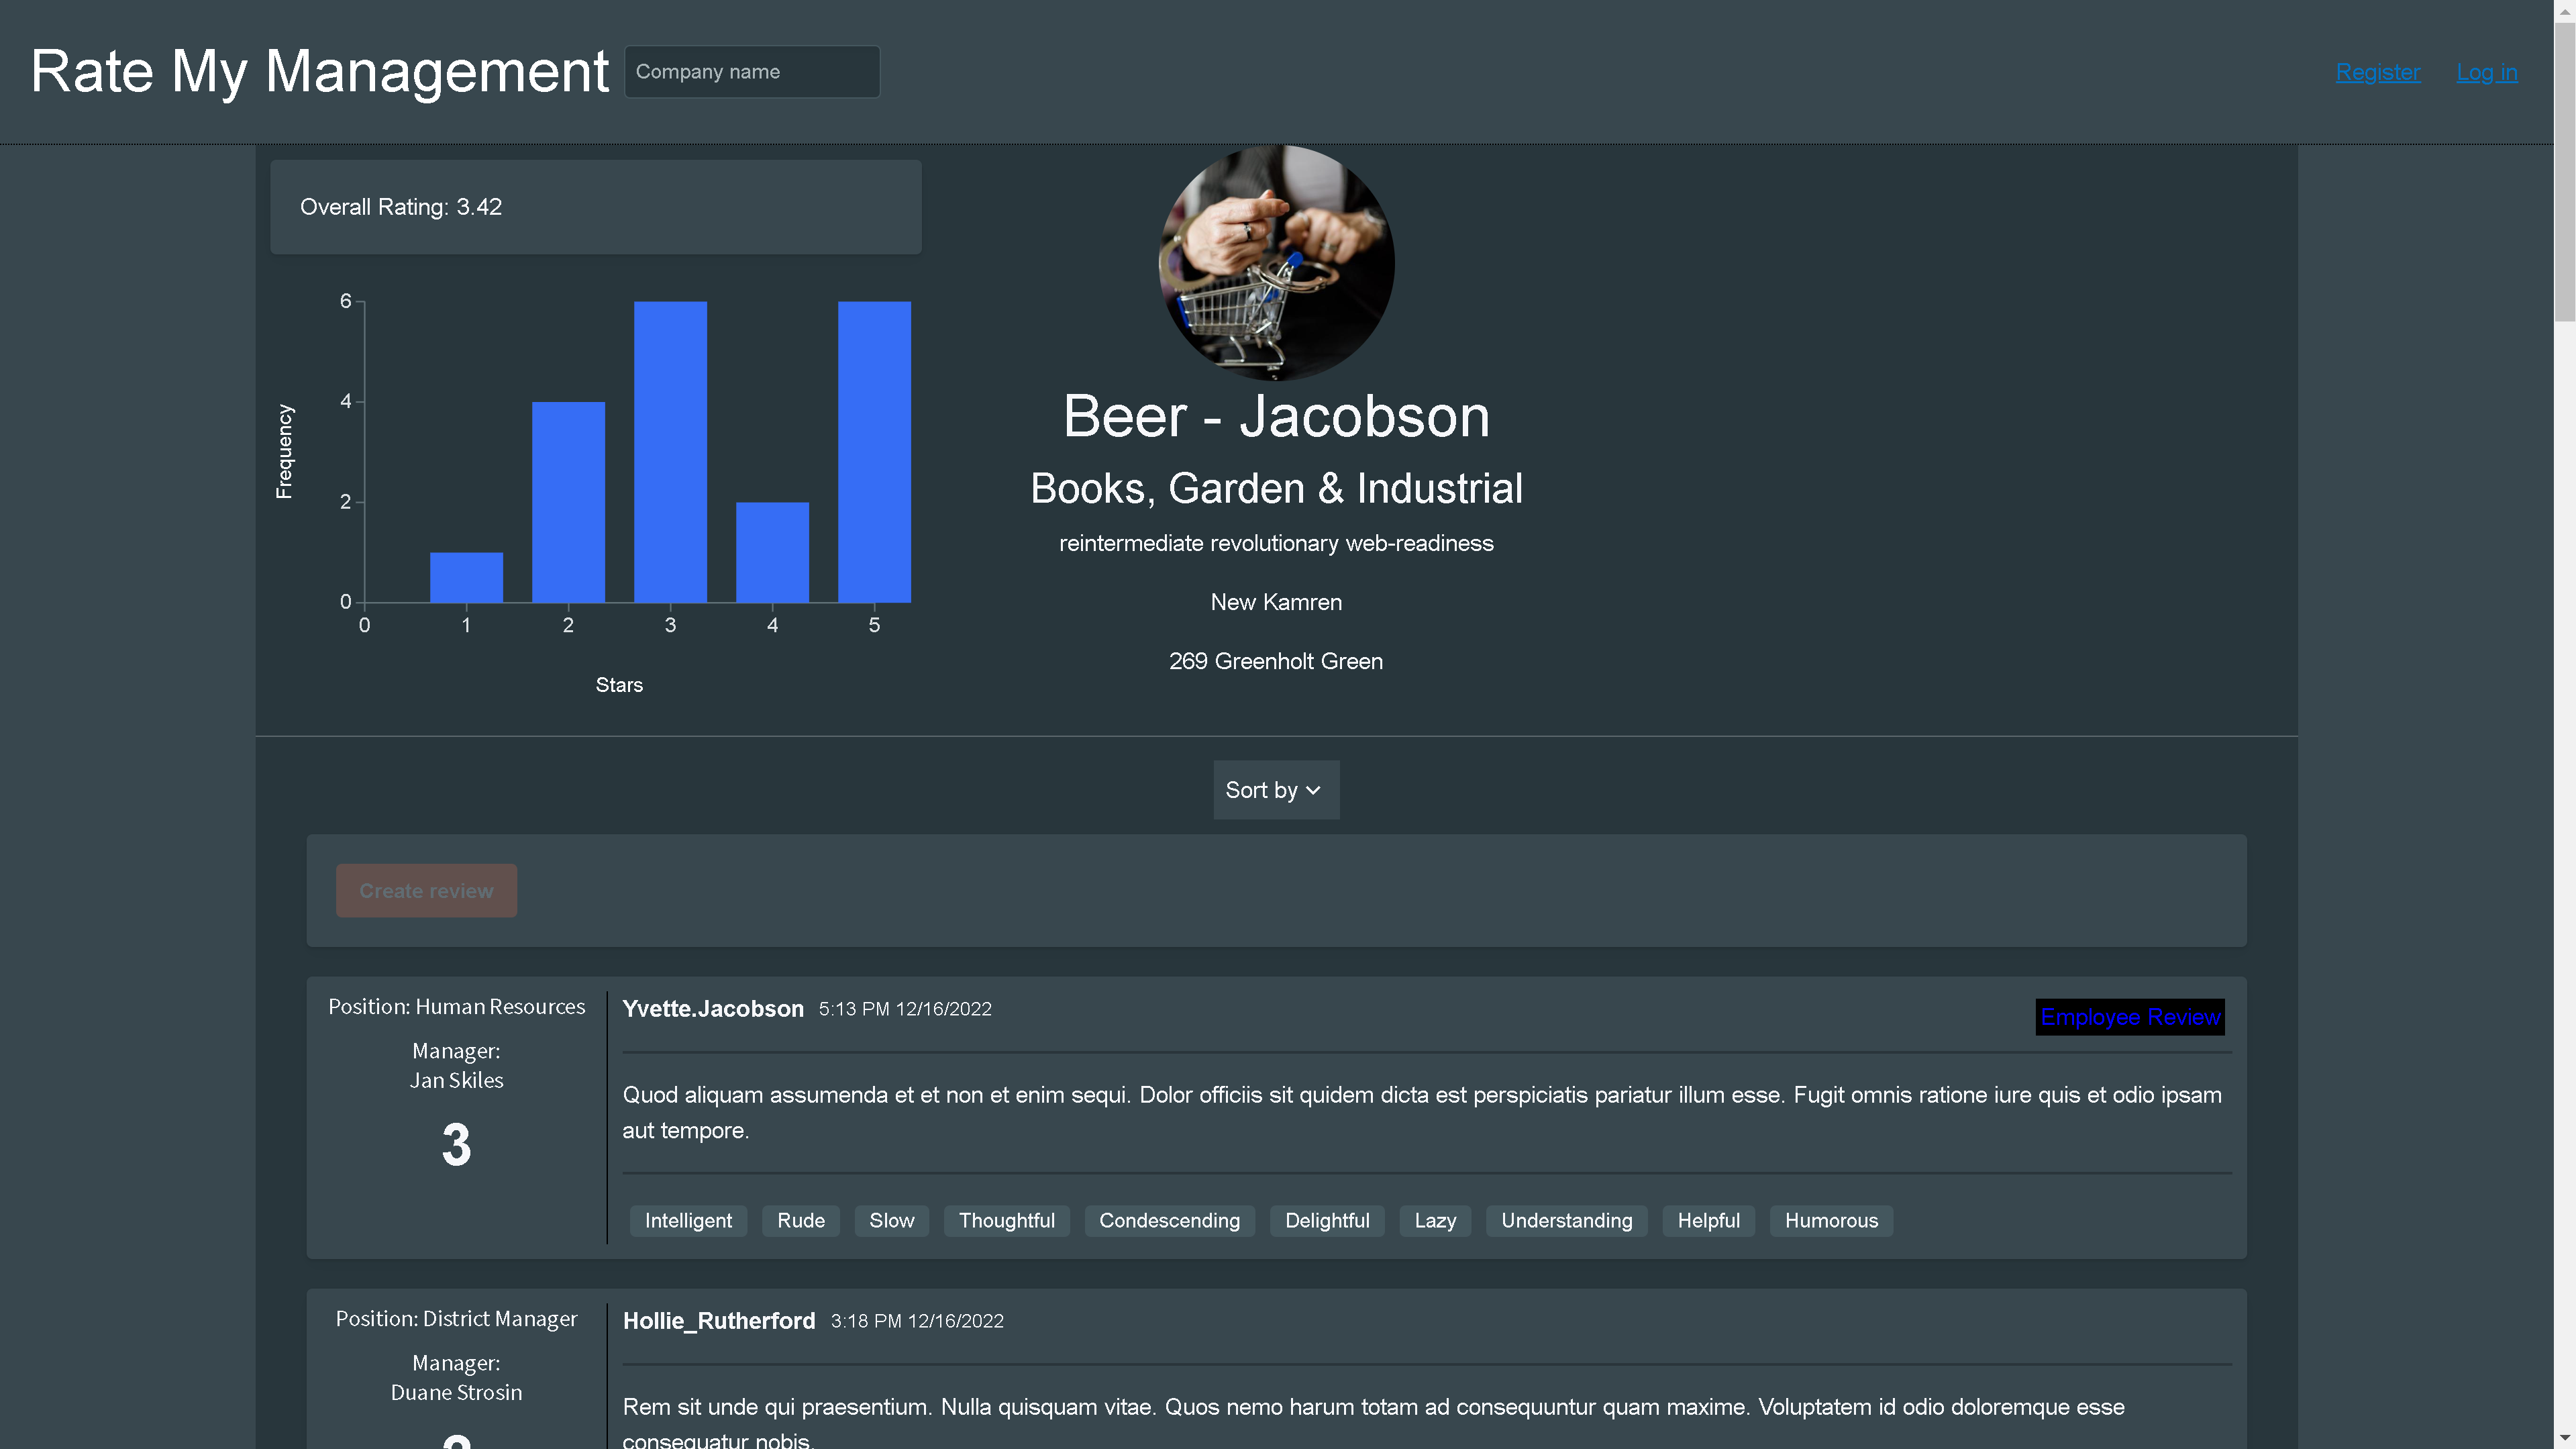 Rate My Management
Company name
Register
Log in
Overall Rating: 3.42
6
4
2
0
Frequency
0 1 2 3 4 5
Stars
Beer - Jacobson
Books, Garden & Industrial
reintermediate revolutionary web-readiness
New Kamren
269 Greenholt Green
Sort by
Create review
Position: Human Resources
Manager:
Jan Skiles
3
Yvette.Jacobson 5:13 PM 12/16/2022
Employee Review
Quod aliquam assumenda et et non et enim sequi. Dolor officiis sit quidem dicta est perspiciatis pariatur illum esse. Fugit omnis ratione iure quis et odio ipsam
aut tempore.
Intelligent Rude Slow Thoughtful Condescending Delightful Lazy Understanding Helpful Humorous
Position: District Manager
Manager:
Duane Strosin
Hollie_Rutherford 3:18 PM 12/16/2022
Rem sit unde qui praesentium. Nulla quisquam vitae. Quos nemo harum totam ad consequuntur quam maxime. Voluptatem id odio doloremque esse
consequatur nobis.